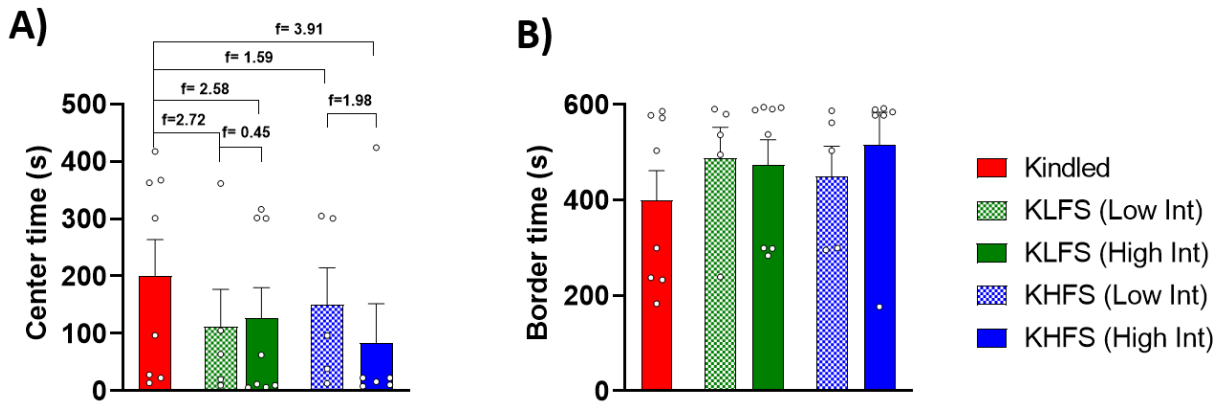 A)
f= 3.91
f= 1.59
f= 2.58
f=1.98
f=2.72
f= 0.45
Center time (s)
500
400
300
200
100
0
B)
Border time (s)
600
400
200
0
Kindled
KLFS (Low Int)
KLFS (High Int)
KHFS (Low Int)
KHFS (High Int)